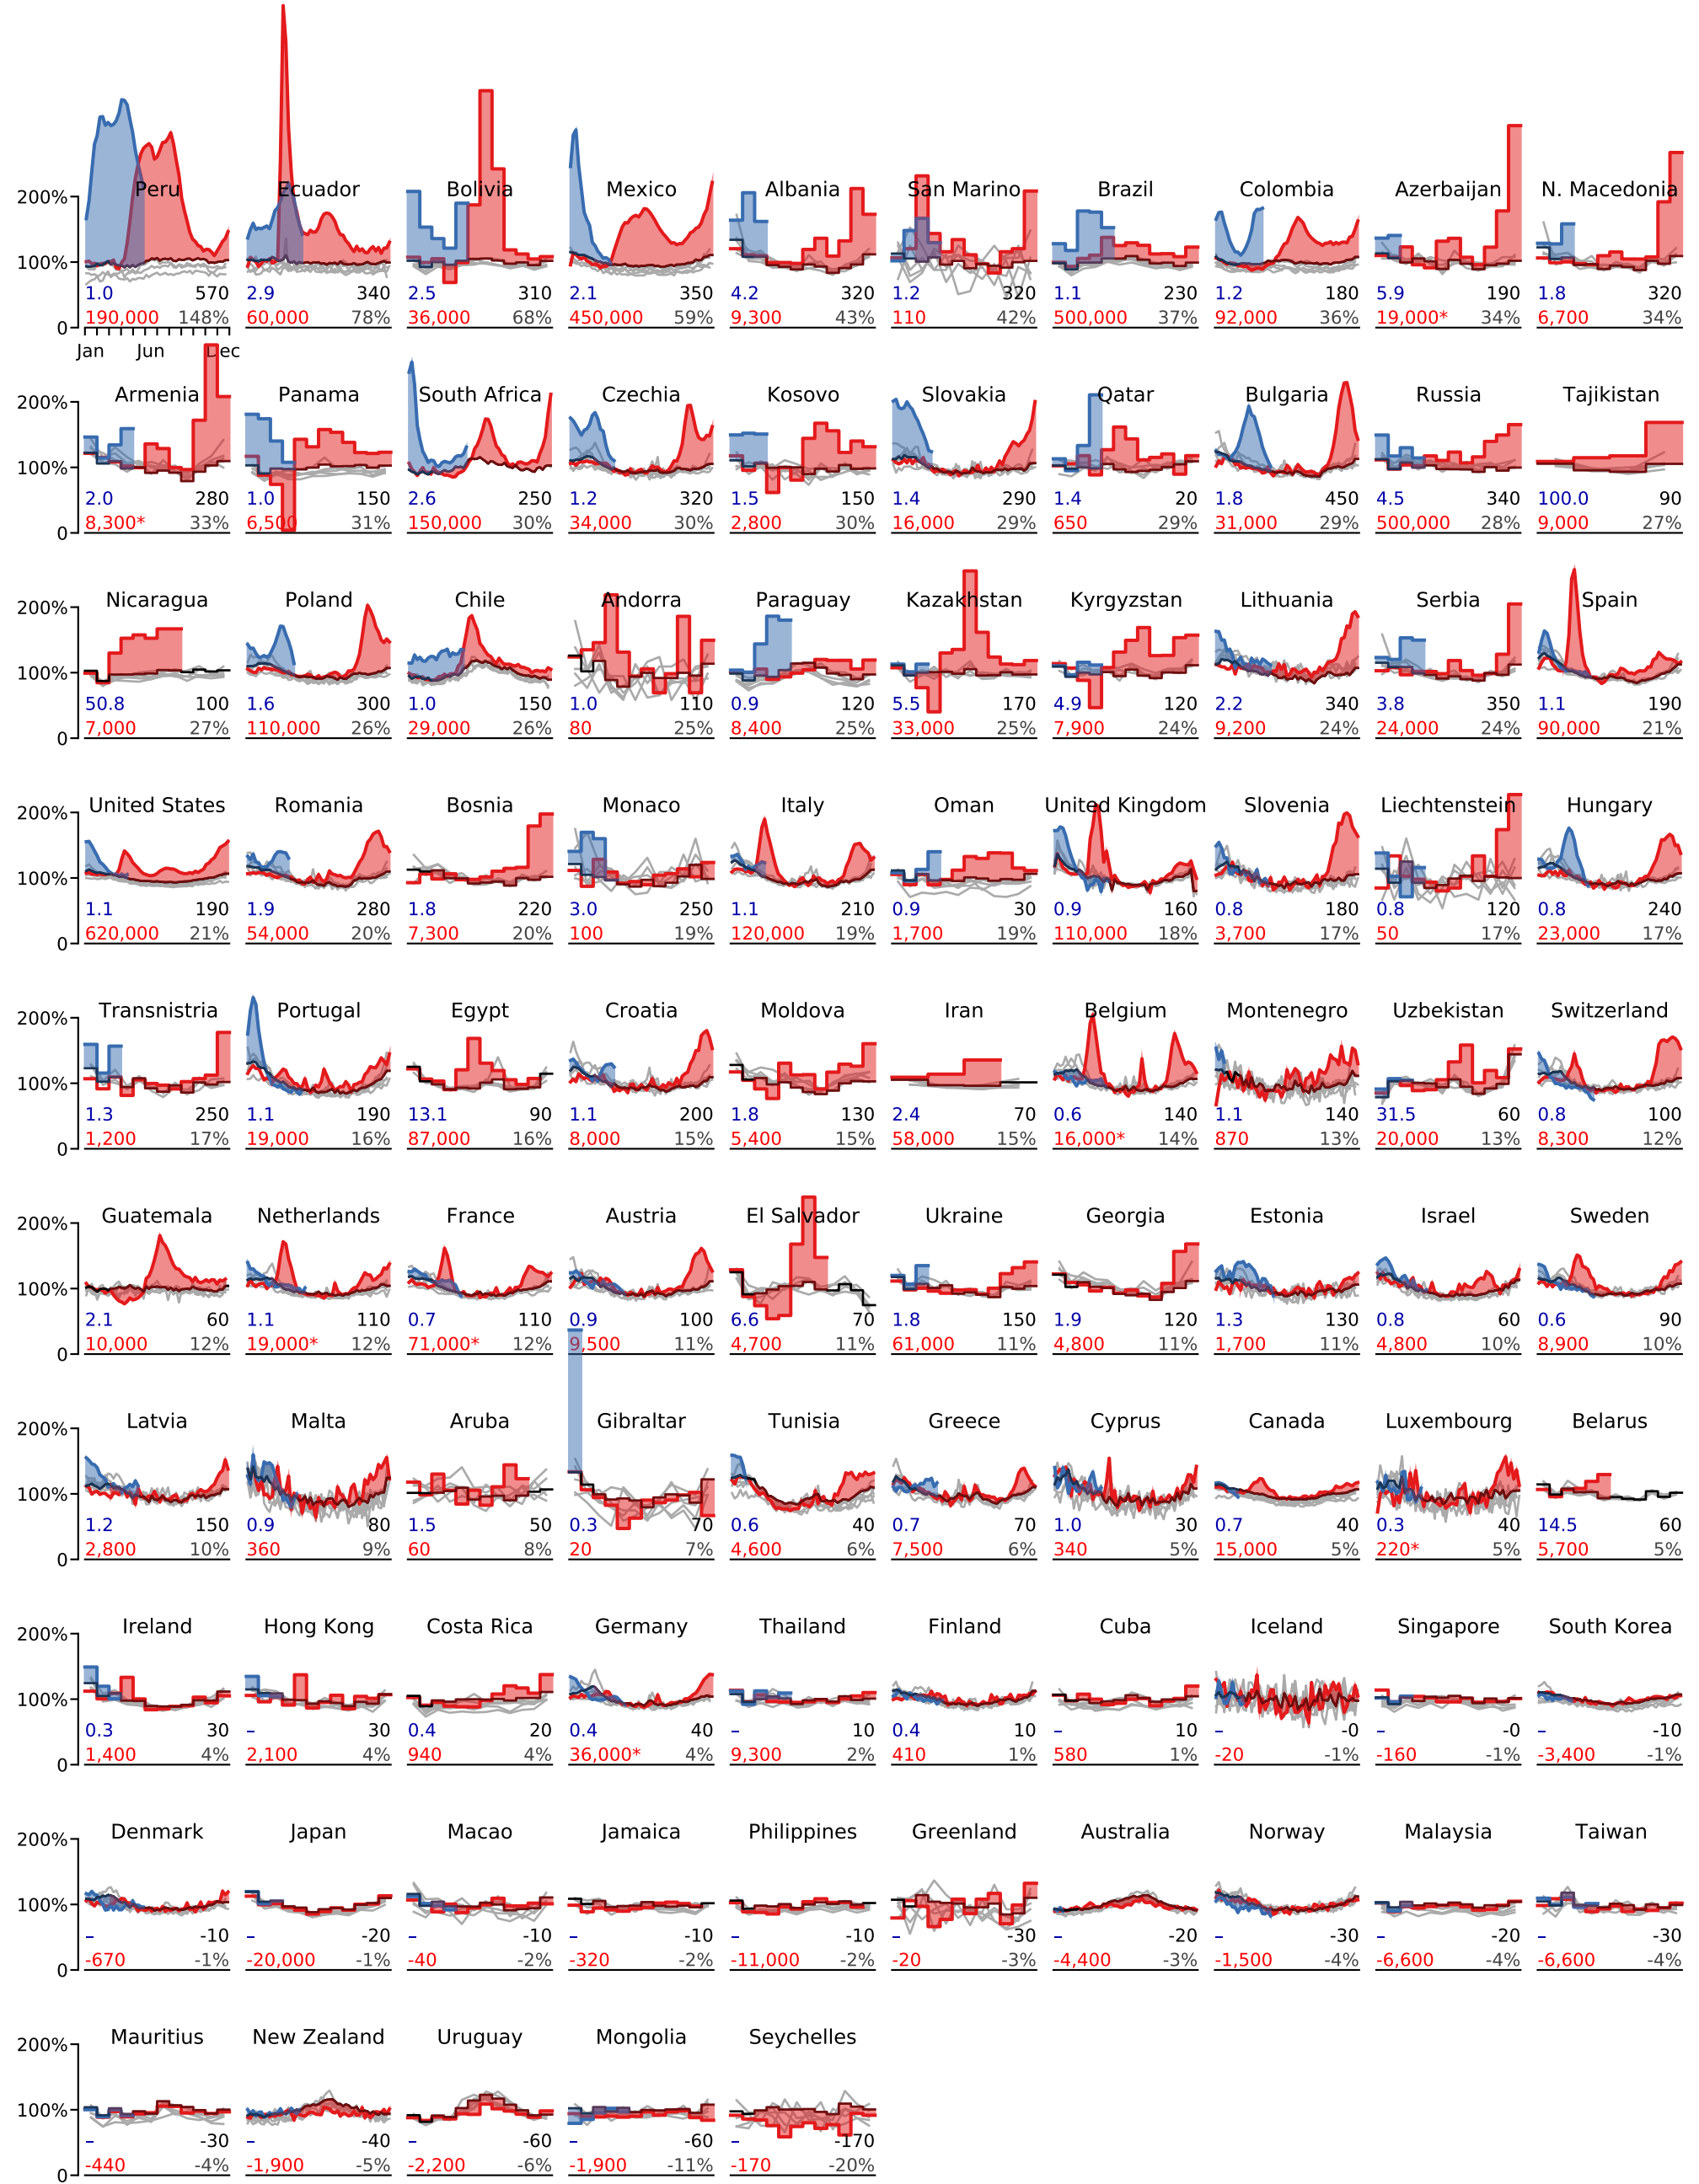 Peru Ecuador Bolivia Mexico Albania San Marino Brazil Colombia Azerbaijan N. Macedonia
200%
100%
1.0 570 2.9 340 2.5 310 2.1 350 4.2 320 1.2 320 1.1 230 1.2 180 5.9 190 1.8 320
190,000 148% 60,000 78% 36,000 68% 450,000 59% 9,300 43% 110 42% 500,000 37% 92,000 36% 19,000* 34% 6,700 34%
0
Jan Jun Dec
Armenia Panama South Africa Czechia Kosovo Slovakia Qatar Bulgaria Russia Tajikistan
200%
100%
2.0 280 1.0 150 2.6 250 1.2 320 1.5 150 1.4 290 1.4 20 1.8 450 4.5 340 100.0 90
8,300* 33% 6,500 31% 150,000 30% 34,000 30% 2,800 30% 16,000 29% 650 29% 31,000 29% 500,000 28% 9,000 27%
0
Nicaragua Poland Chile Andorra Paraguay Kazakhstan Kyrgyzstan Lithuania Serbia Spain
200%
100%
50.8 100 1.6 300 1.0 150 1.0 110 0.9 120 5.5 170 4.9 120 2.2 340 3.8 350 1.1 190
7,000 27% 110,000 26% 29,000 26% 80 25% 8,400 25% 33,000 25% 7,900 24% 9,200 24% 24,000 24% 90,000 21%
0
United States Romania Bosnia Monaco Italy Oman United Kingdom Slovenia Liechtenstein Hungary
200%
100%
1.1 190 1.9 280 1.8 220 3.0 250 1.1 210 0.9 30 0.9 160 0.8 180 0.8 120 0.8 240
620,000 21% 54,000 20% 7,300 20% 100 19% 120,000 19% 1,700 19% 110,000 18% 3,700 17% 50 17% 23,000 17%
0
Transnistria Portugal Egypt Croatia Moldova Iran Belgium Montenegro Uzbekistan Switzerland
200%
100%
1.3 250 1.1 190 13.1 90 1.1 200 1.8 130 2.4 70 0.6 140 1.1 140 31.5 60 0.8 100
1,200 17% 19,000 16% 87,000 16% 8,000 15% 5,400 15% 58,000 15% 16,000* 14% 870 13% 20,000 13% 8,300 12%
0
Guatemala Netherlands France Austria El Salvador Ukraine Georgia Estonia Israel Sweden
200%
100%
2.1 60 1.1 110 0.7 110 0.9 100 6.6 70 1.8 150 1.9 120 1.3 130 0.8 60 0.6 90
10,000 12% 19,000* 12% 71,000* 12% 9,500 11% 4,700 11% 61,000 11% 4,800 11% 1,700 11% 4,800 10% 8,900 10%
0
Latvia Malta Aruba Gibraltar Tunisia Greece Cyprus Canada Luxembourg Belarus
200%
100%
1.2 150 0.9 80 1.5 50 0.3 70 0.6 40 0.7 70 1.0 30 0.7 40 0.3 40 14.5 60
2,800 10% 360 9% 60 8% 20 7% 4,600 6% 7,500 6% 340 5% 15,000 5% 220* 5% 5,700 5%
0
Ireland Hong Kong Costa Rica Germany Thailand Finland Cuba Iceland Singapore South Korea
200%
100%
0.3 30 – 30 0.4 20 0.4 40 – 10 0.4 10 – 10 – -0 – -0 – -10
1,400 4% 2,100 4% 940 4% 36,000* 4% 9,300 2% 410 1% 580 1% -20 -1% -160 -1% -3,400 -1%
0
Denmark Japan Macao Jamaica Philippines Greenland Australia Norway Malaysia Taiwan
200%
100%
– -10 – -20 – -10 – -10 – -10 – -30 – -20 – -30 – -20 – -30
-670 -1% -20,000 -1% -40 -2% -320 -2% -11,000 -2% -20 -3% -4,400 -3% -1,500 -4% -6,600 -4% -6,600 -4%
0
Mauritius New Zealand Uruguay Mongolia Seychelles
200%
100%
– -30 – -40 – -60 – -60 – -170
-440 -4% -1,900 -5% -2,200 -6% -1,900 -11% -170 -20%
0